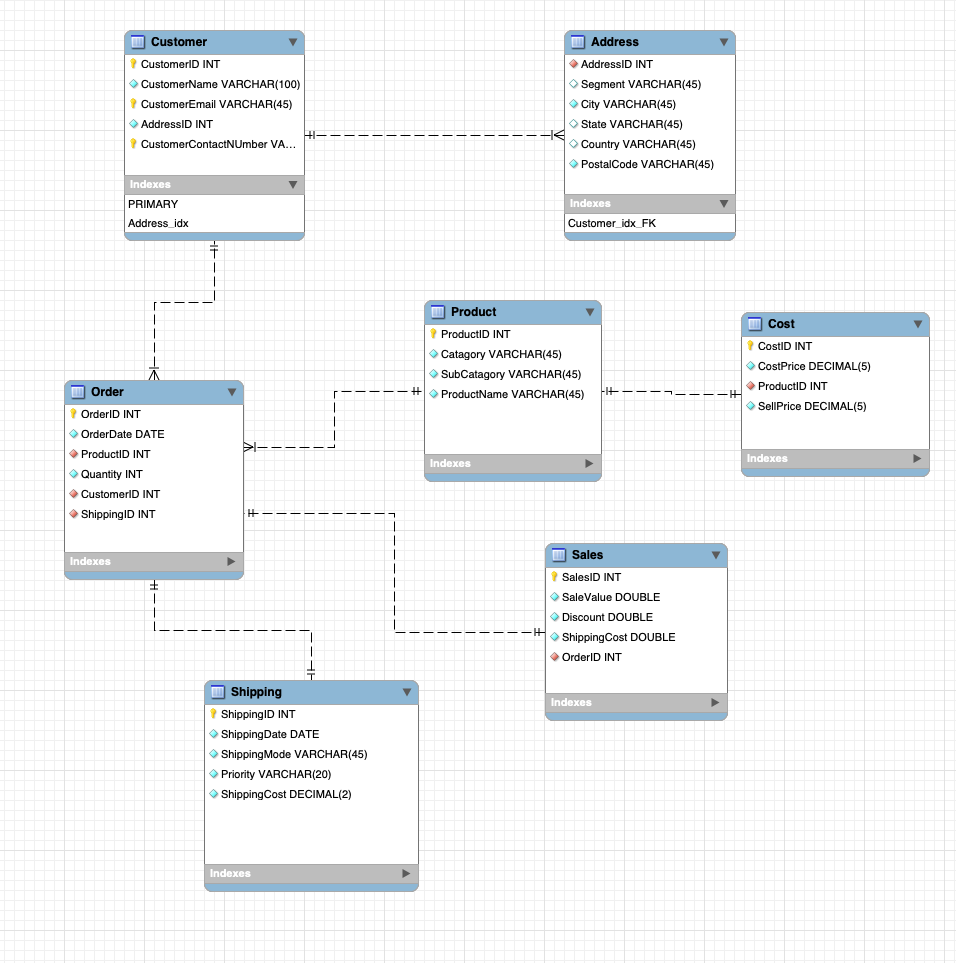 Customer
CustomerID INT
CustomerName VARCHAR(100)
CustomerEmail VARCHAR(45)
AddressID INT
CustomerContactNUmber VA...
Indexes
PRIMARY
Address_idx
Address
AddressID INT
Segment VARCHAR(45)
City VARCHAR(45)
State VARCHAR(45)
Country VARCHAR(45)
PostalCode VARCHAR(45)
Indexes
Customer_idx_FK
Product
ProductID INT
Catagory VARCHAR(45)
SubCatagory VARCHAR(45)
ProductName VARCHAR(45)
Indexes
Cost
CostID INT
CostPrice DECIMAL(5)
ProductID INT
SellPrice DECIMAL(5)
Indexes
Order
OrderID INT
OrderDate DATE
ProductID INT
Quantity INT
CustomerID INT
ShippingID INT
Indexes
Sales
SalesID INT
SaleValue DOUBLE
Discount DOUBLE
ShippingCost DOUBLE
OrderID INT
Indexes
Shipping
ShippingID INT
ShippingDate DATE
ShippingMode VARCHAR(45)
Priority VARCHAR(20)
ShippingCost DECIMAL(2)
Indexes